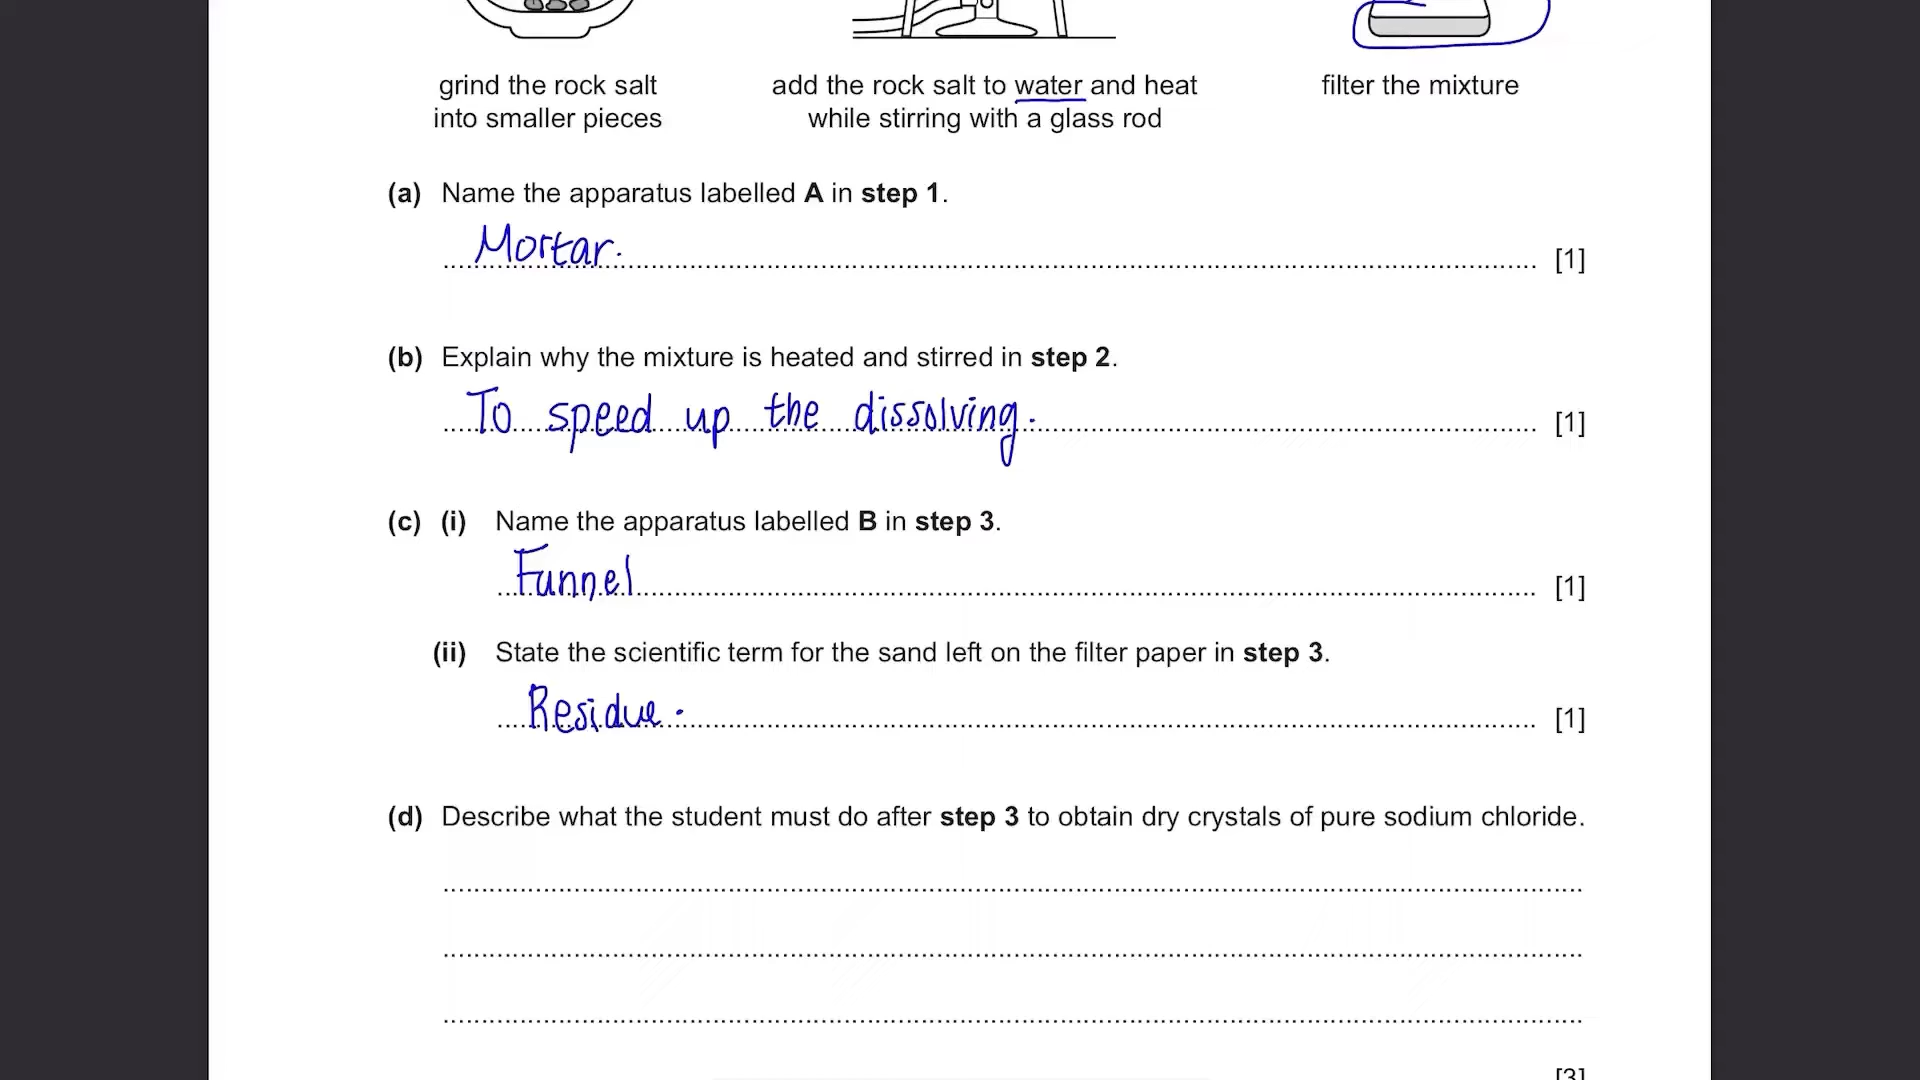 grind the rock salt
into smaller pieces
add the rock salt to water and heat
while stirring with a glass rod
filter the mixture
(a) Name the apparatus labelled A in step 1.
Mortar. [1]
(b) Explain why the mixture is heated and stirred in step 2.
To speed up the dissolving. [1]
(c) (i) Name the apparatus labelled B in step 3.
Funnel [1]
(ii) State the scientific term for the sand left on the filter paper in step 3.
Residue. [1]
(d) Describe what the student must do after step 3 to obtain dry crystals of pure sodium chloride.
[3]